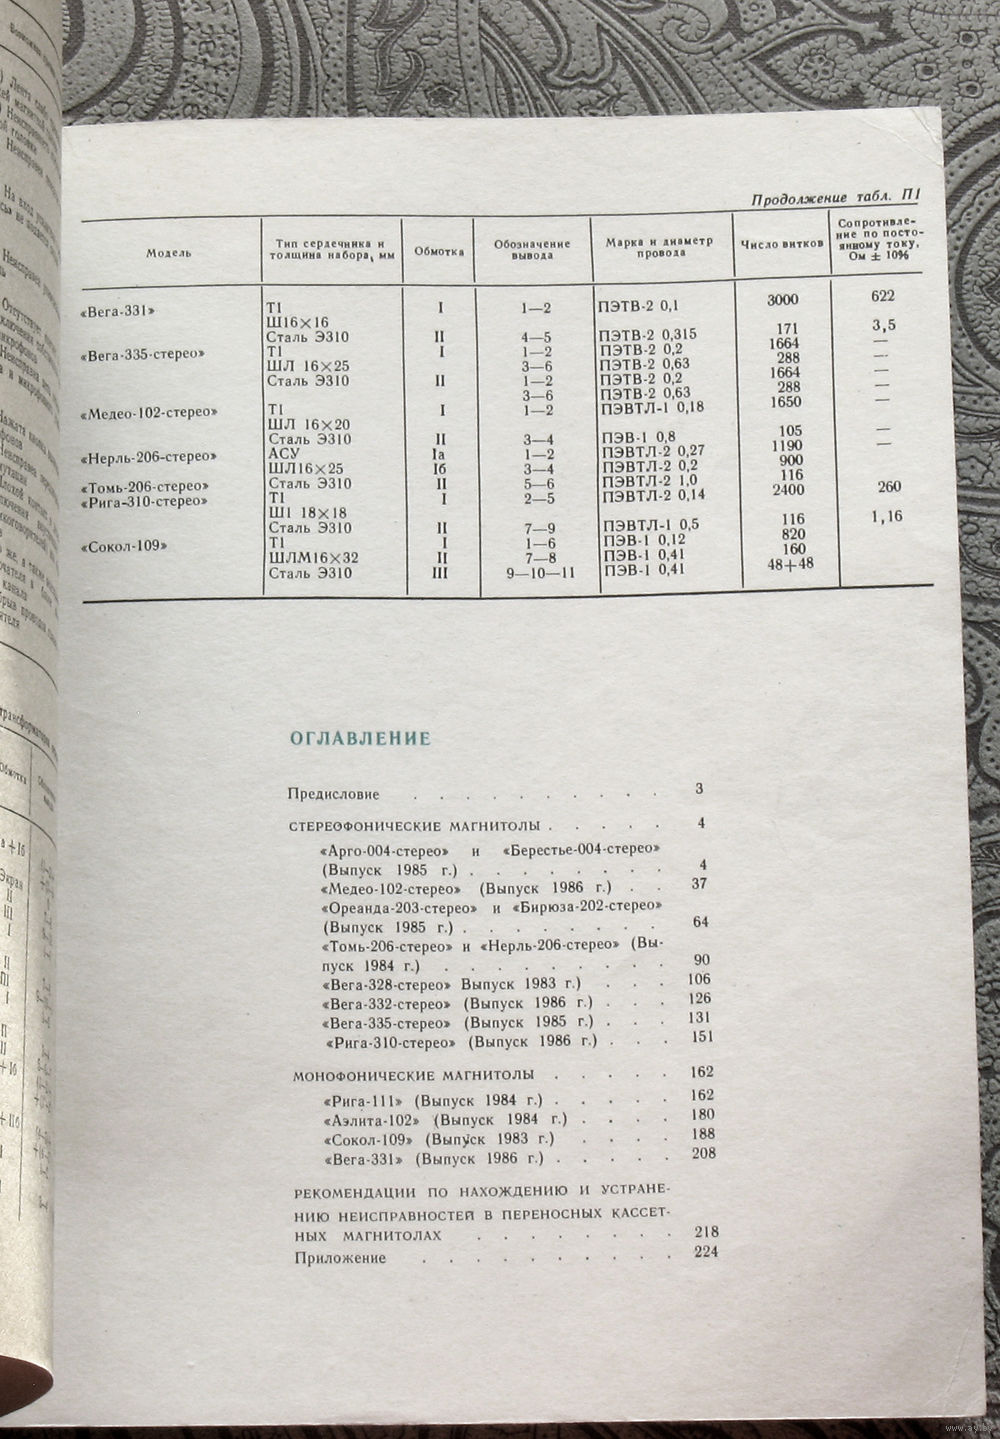 Продолжение табл. П1
Модель
Тип сердечника и
толщина набора, мм
Обмотка
Обозначение
вывода
Марка и диаметр
провода
Число витков
Сопротивле-
ние по посто-
янному току,
Ом ± 10%
«Вега-331» Т1 I 1—2 ПЭТВ-2 0,1 3000 622
Ш16×16
Сталь Э310 II 4—5 ПЭТВ-2 0,315 171 3,5
«Вега-335-стерео» Т1 I 1—2 ПЭТВ-2 0,2 1664 —
ШЛ 16×25 3—6 ПЭТВ-2 0,63 288 —
Сталь Э310 II 1—2 ПЭТВ-2 0,2 1664 —
3—6 ПЭТВ-2 0,63 288 —
«Медео-102-стерео» Т1 I 1—2 ПЭВТЛ-1 0,18 1650 —
ШЛ 16×20
Сталь Э310 II 3—4 ПЭВ-1 0,8 105 —
«Нерль-206-стерео» АСУ Iа 1—2 ПЭВТЛ-2 0,27 1190 —
ШЛ16×25 Iб 3—4 ПЭВТЛ-2 0,2 900
«Томь-206-стерео» Сталь Э310 II 5—6 ПЭВТЛ-2 1,0 116
«Рига-310-стерео» Т1 I 2—5 ПЭВТЛ-2 0,14 2400 260
Ш1 18×18
Сталь Э310 II 7—9 ПЭВТЛ-1 0,5 116 1,16
«Сокол-109» Т1 I 1—6 ПЭВ-1 0,12 820
ШЛМ16×32 II 7—8 ПЭВ-1 0,41 160
Сталь Э310 III 9—10—11 ПЭВ-1 0,41 48+48
ОГЛАВЛЕНИЕ
Предисловие . . . . . . . . . . 3
СТЕРЕОФОНИЧЕСКИЕ МАГНИТОЛЫ . . . . . 4
«Арго-004-стерео» и «Берестье-004-стерео»
(Выпуск 1985 г.) . . . . . . . . 4
«Медео-102-стерео» (Выпуск 1986 г.) . . 37
«Ореанда-203-стерео» и «Бирюза-202-стерео»
(Выпуск 1985 г.) . . . . . . . . 64
«Томь-206-стерео» и «Нерль-206-стерео» (Вы-
пуск 1984 г.) . . . . . . . . . 90
«Вега-328-стерео» Выпуск 1983 г.) . . . 106
«Вега-332-стерео» (Выпуск 1986 г.) . . . 126
«Вега-335-стерео» (Выпуск 1985 г.) . . . 131
«Рига-310-стерео» (Выпуск 1986 г.) . . . 151
МОНОФОНИЧЕСКИЕ МАГНИТОЛЫ . . . . . 162
«Рига-111» (Выпуск 1984 г.) . . . . . 162
«Аэлита-102» (Выпуск 1984 г.) . . . . 180
«Сокол-109» (Выпуск 1983 г.) . . . . 188
«Вега-331» (Выпуск 1986 г.) . . . . . 208
РЕКОМЕНДАЦИИ ПО НАХОЖДЕНИЮ И УСТРАНЕ-
НИЮ НЕИСПРАВНОСТЕЙ В ПЕРЕНОСНЫХ КАССЕТ-
НЫХ МАГНИТОЛАХ . . . . . . . . 218
Приложение . . . . . . . . . . 224
www.ay.by